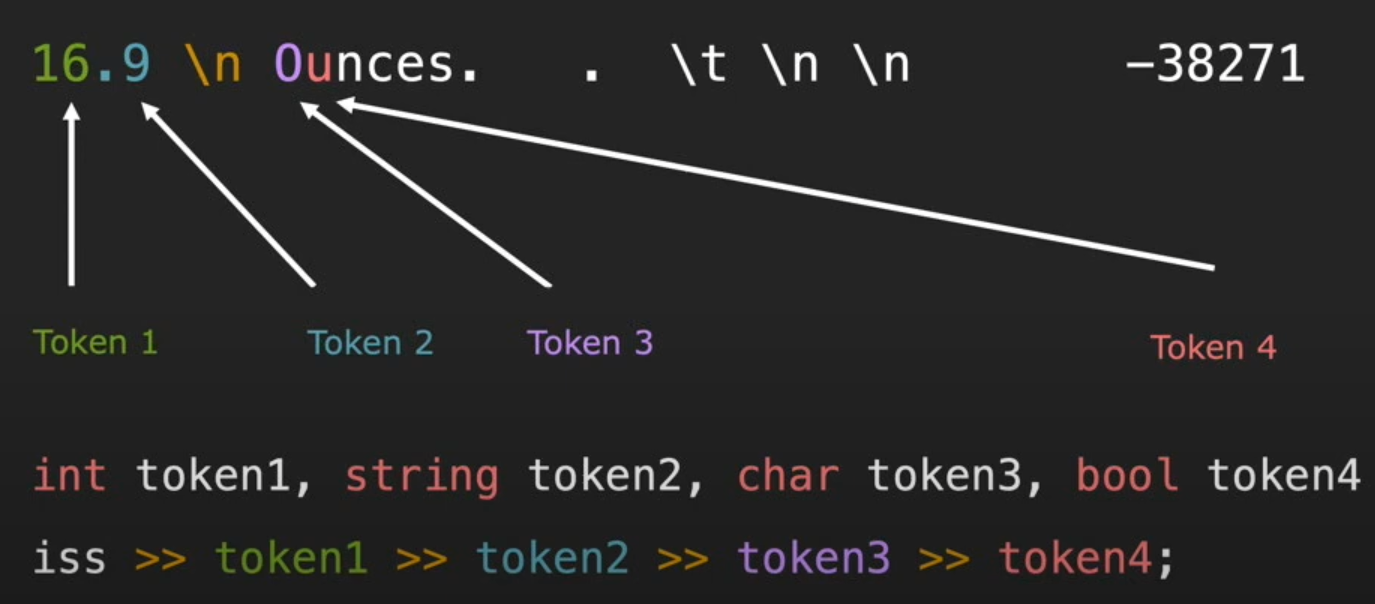 16.9 \n Ounces. . \t \n \n -38271
Token 1 Token 2 Token 3 Token 4
int token1, string token2, char token3, bool token4
iss >> token1 >> token2 >> token3 >> token4;